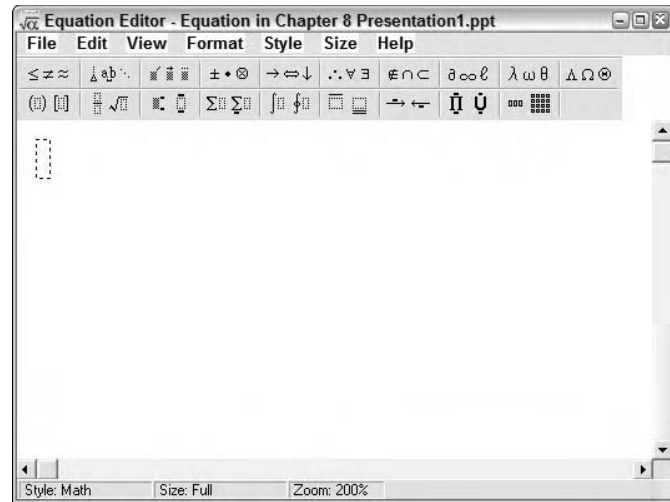 √α Equation Editor - Equation in Chapter 8 Presentation1.ppt
File Edit View Format Style Size Help
≤ ≠ ≈ ∆ ab ± • ⊗ → ⇔ ↓ ∴ ∀ ∃ ∉ ∩ ⊂ ∂ ∞ ℓ λ ω θ Λ Ω Θ
(▯) [▯] √▯ Σ▯ Σ▯ ∫▯ ∮▯ → ← Π̣̇ Ụ̇
Style: Math Size: Full Zoom: 200%